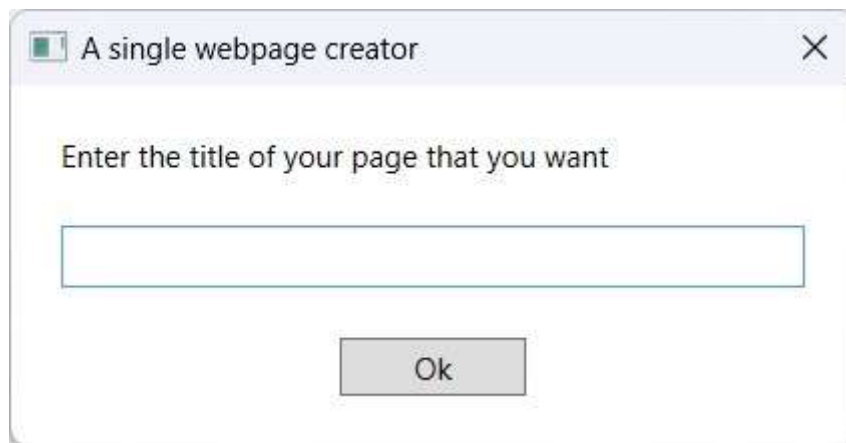 A single webpage creator
Enter the title of your page that you want
Ok